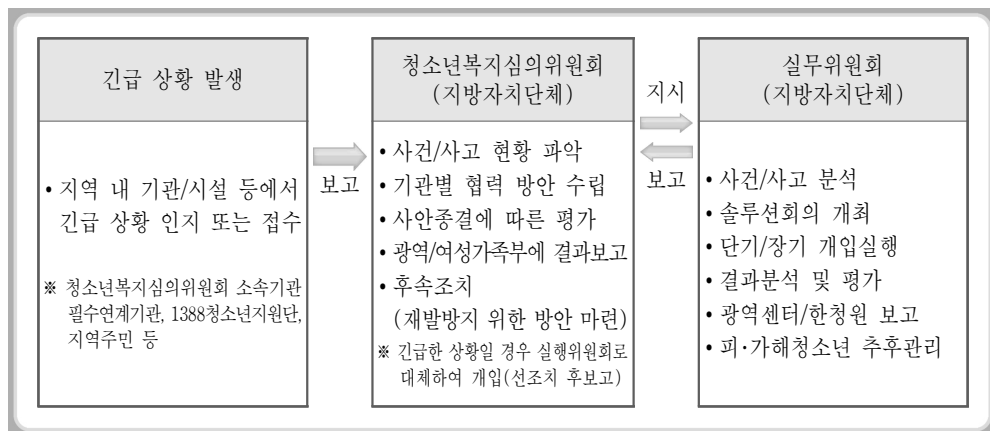 긴급 상황 발생
• 지역 내 기관/시설 등에서
긴급 상황 인지 또는 접수
※ 청소년복지심의위원회 소속기관
필수연계기관, 1388청소년지원단,
지역주민 등
보고
청소년복지심의위원회
(지방자치단체)
• 사건/사고 현황 파악
• 기관별 협력 방안 수립
• 사안종결에 따른 평가
• 광역/여성가족부에 결과보고
• 후속조치
(재발방지 위한 방안 마련)
※ 긴급한 상황일 경우 실행위원회로
대체하여 개입(선조치 후보고)
지시
보고
실무위원회
(지방자치단체)
• 사건/사고 분석
• 솔루션회의 개최
• 단기/장기 개입실행
• 결과분석 및 평가
• 광역센터/한청원 보고
• 피·가해청소년 추후관리